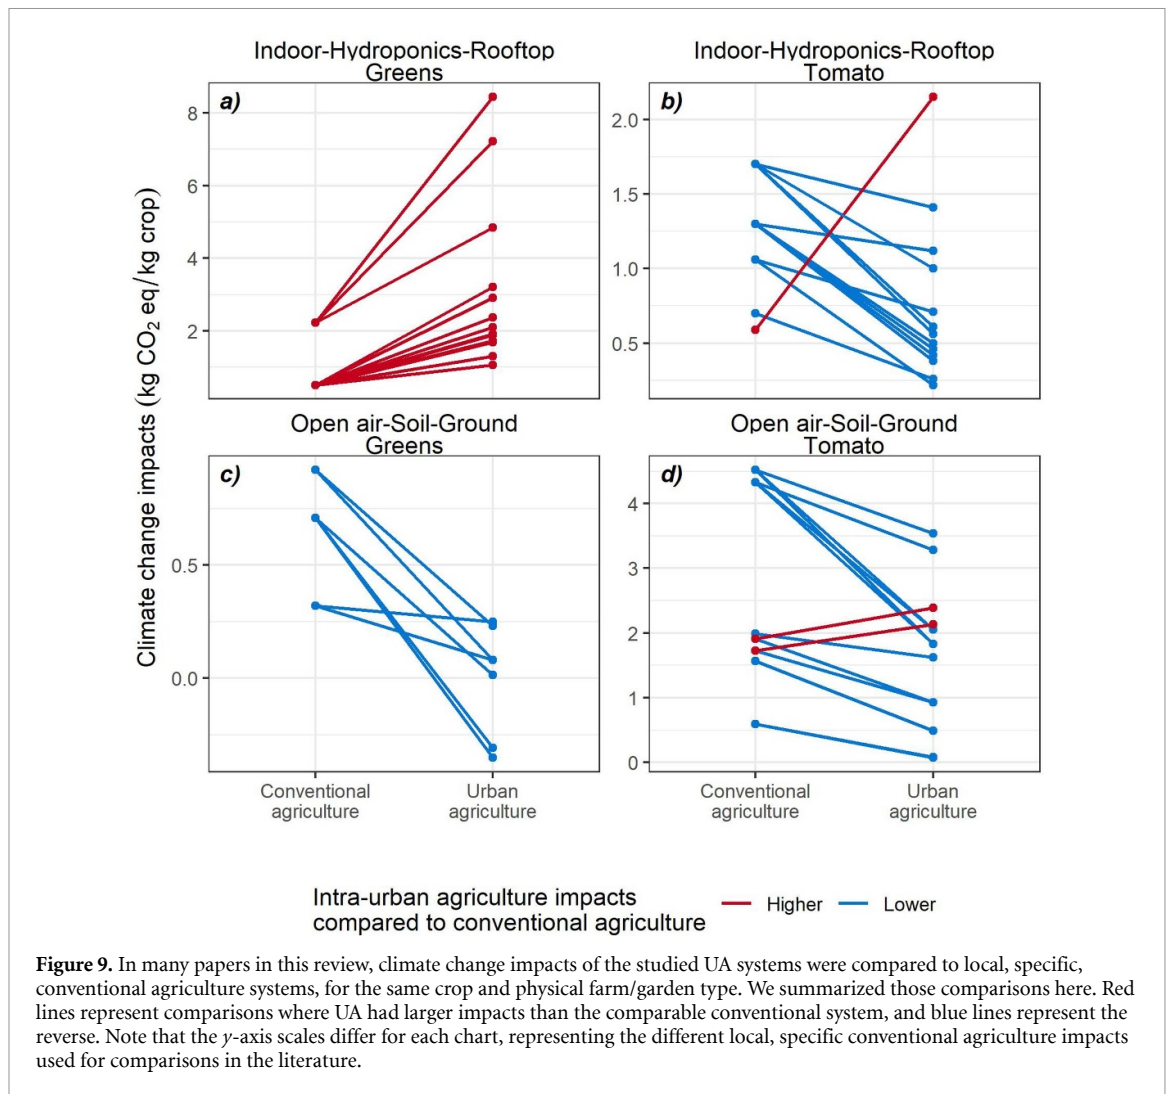 Indoor-Hydroponics-Rooftop
Greens
Indoor-Hydroponics-Rooftop
Tomato
a)
b)
8
6
4
2
2.0
1.5
1.0
0.5
Climate change impacts (kg CO₂ eq/kg crop)
Open air-Soil-Ground
Greens
Open air-Soil-Ground
Tomato
c)
d)
0.5
0.0
4
3
2
1
0
Conventional
agriculture
Urban
agriculture
Conventional
agriculture
Urban
agriculture
Intra-urban agriculture impacts
compared to conventional agriculture
Higher
Lower
Figure 9. In many papers in this review, climate change impacts of the studied UA systems were compared to local, specific,
conventional agriculture systems, for the same crop and physical farm/garden type. We summarized those comparisons here. Red
lines represent comparisons where UA had larger impacts than the comparable conventional system, and blue lines represent the
reverse. Note that the y-axis scales differ for each chart, representing the different local, specific conventional agriculture impacts
used for comparisons in the literature.